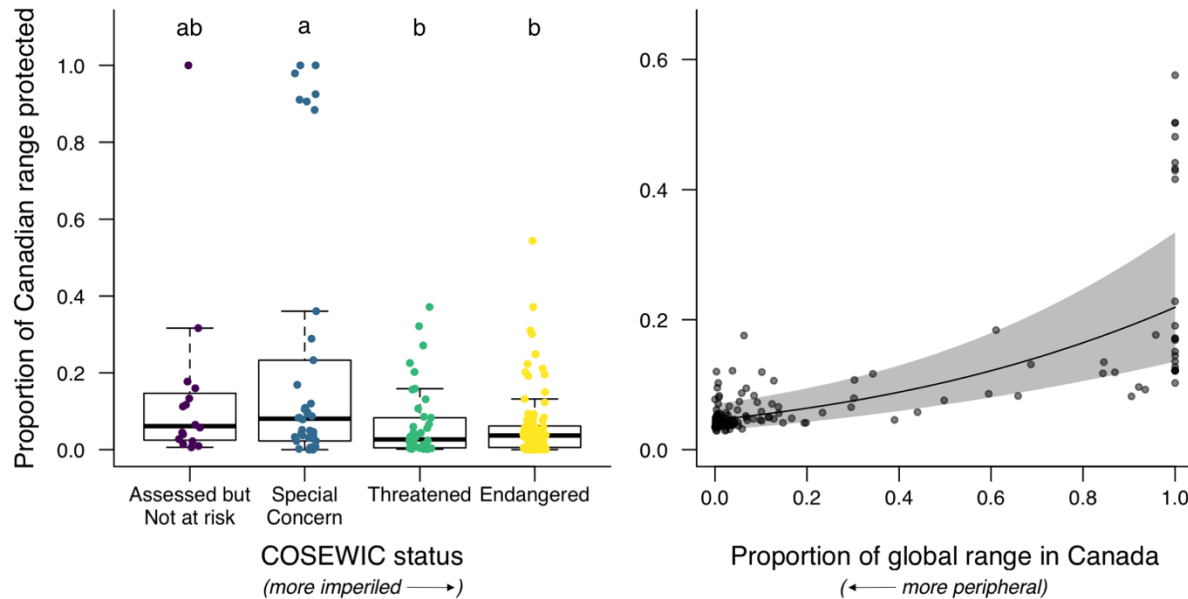 Proportion of Canadian range protected
1.0
0.8
0.6
0.4
0.2
0.0
ab
a
b
b
Assessed but
Not at risk
Special
Concern
Threatened
Endangered
COSEWIC status
(more imperiled ⟶)
0.6
0.4
0.2
0.0
0.0
0.2
0.4
0.6
0.8
1.0
Proportion of global range in Canada
(⟵ more peripheral)